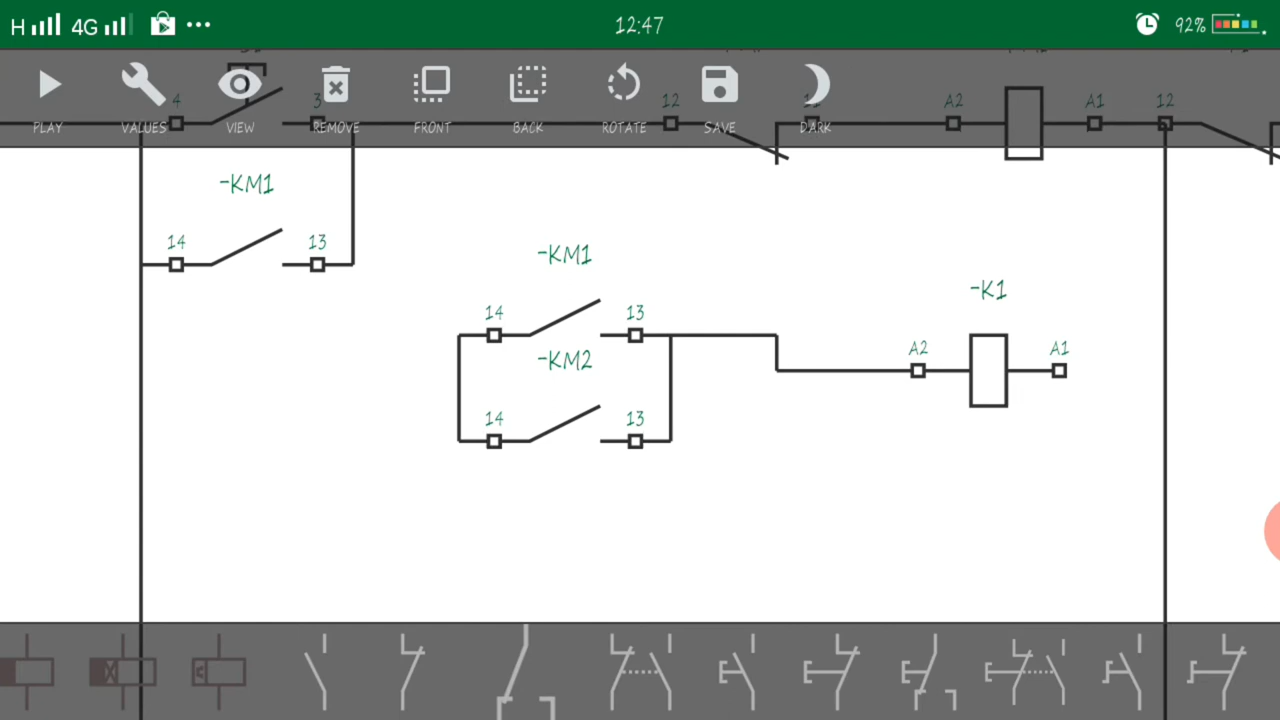 H 4G 12:47 92%
4 3 12 11 A2 A1 12
PLAY VALUES VIEW REMOVE FRONT BACK ROTATE SAVE DARK
-KM1
14 13
-KM1
14 13
-K1
A2 A1
-KM2
14 13